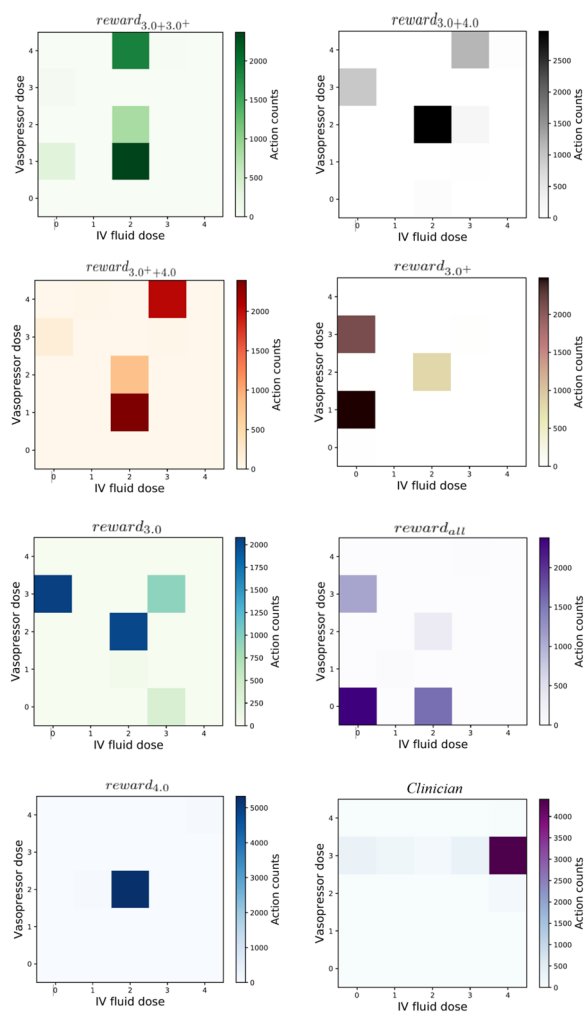 reward3.0+3.0+
4
3
2
1
0
Vasopressor dose
0 1 2 3 4
IV fluid dose
2000
1500
1000
500
0
Action counts
reward3.0+4.0
4
3
2
1
0
Vasopressor dose
0 1 2 3 4
IV fluid dose
2500
2000
1500
1000
500
0
Action counts
reward3.0++4.0
4
3
2
1
0
Vasopressor dose
0 1 2 3 4
IV fluid dose
2000
1500
1000
500
0
Action counts
reward3.0+
4
3
2
1
0
Vasopressor dose
0 1 2 3 4
IV fluid dose
2000
1500
1000
500
0
Action counts
reward3.0
4
3
2
1
0
Vasopressor dose
0 1 2 3 4
IV fluid dose
2000
1750
1500
1250
1000
750
500
250
0
Action counts
rewardall
4
3
2
1
0
Vasopressor dose
0 1 2 3 4
IV fluid dose
2000
1500
1000
500
0
Action counts
reward4.0
4
3
2
1
0
Vasopressor dose
0 1 2 3 4
IV fluid dose
5000
4000
3000
2000
1000
0
Action counts
Clinician
4
3
2
1
0
Vasopressor dose
0 1 2 3 4
IV fluid dose
4000
3500
3000
2500
2000
1500
1000
500
0
Action counts